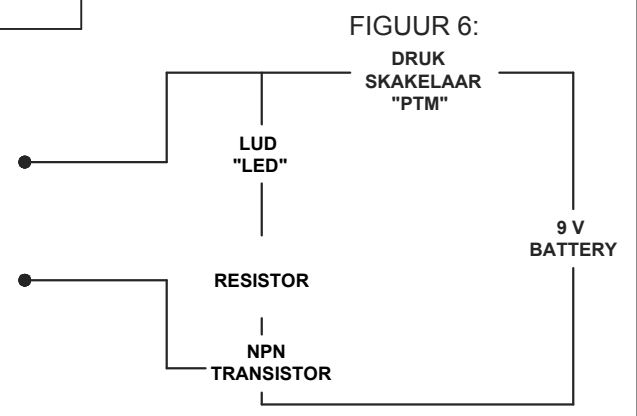 FIGUUR 6:
DRUK
SKAKELAAR
"PTM"
LUD
"LED"
9 V
BATTERY
RESISTOR
NPN
TRANSISTOR